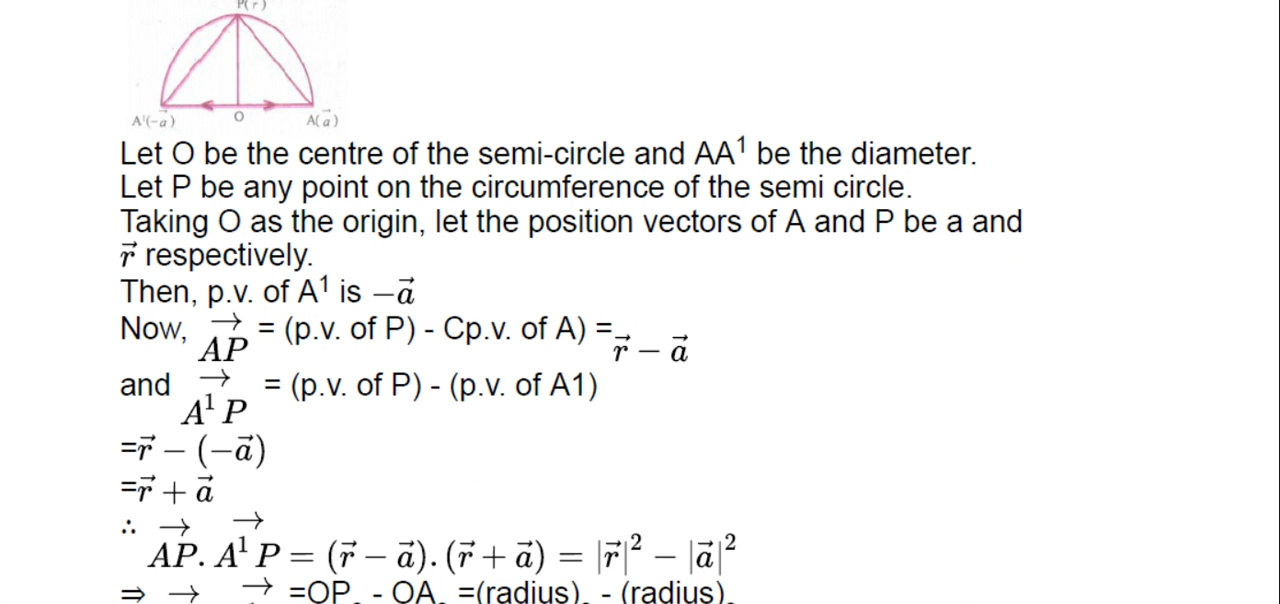 P(r)
A'(-a⃗) O A(a⃗)
Let O be the centre of the semi-circle and AA¹ be the diameter.
Let P be any point on the circumference of the semi circle.
Taking O as the origin, let the position vectors of A and P be a and
r⃗ respectively.
Then, p.v. of A¹ is −a⃗
Now, →AP = (p.v. of P) - Cp.v. of A) = r⃗ − a⃗
and →A¹P = (p.v. of P) - (p.v. of A1)
=r⃗ − (−a⃗)
=r⃗ + a⃗
∴ →AP. →A¹P = (r⃗ − a⃗). (r⃗ + a⃗) = |r⃗|² − |a⃗|²
⇒ → → =OP - OA =(radius) - (radius)